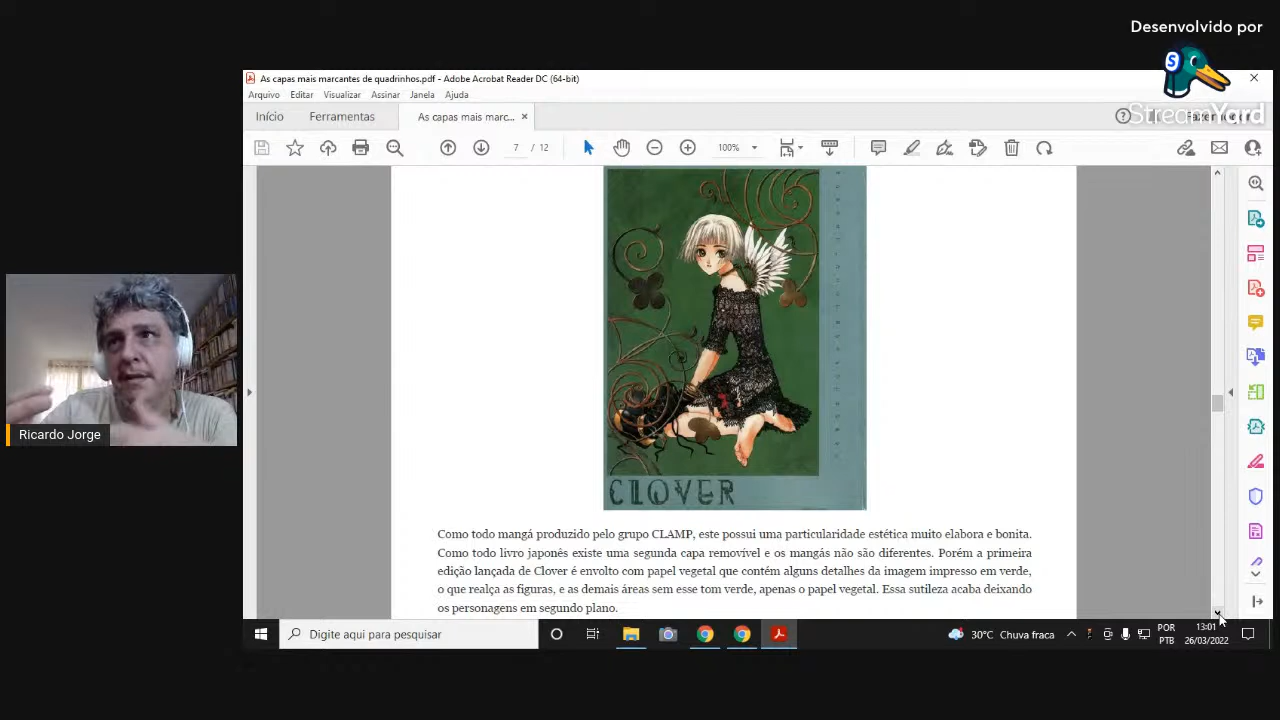 Desenvolvido por
StreamYard
As capas mais marcantes de quadrinhos.pdf - Adobe Acrobat Reader DC (64-bit)
Arquivo Editar Visualizar Assinar Janela Ajuda
Início Ferramentas As capas mais marc...
7 / 12 100%
CLOVER
Ricardo Jorge
Como todo mangá produzido pelo grupo CLAMP, este possui uma particularidade estética muito elabora e bonita.
Como todo livro japonês existe uma segunda capa removível e os mangás não são diferentes. Porém a primeira
edição lançada de Clover é envolto com papel vegetal que contém alguns detalhes da imagem impresso em verde,
o que realça as figuras, e as demais áreas sem esse tom verde, apenas o papel vegetal. Essa sutileza acaba deixando
os personagens em segundo plano.
Digite aqui para pesquisar
30°C Chuva fraca
POR
PTB
13:01
26/03/2022